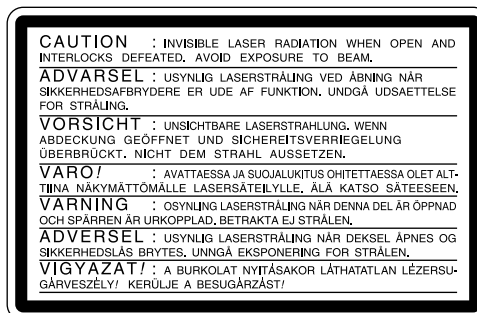 CAUTION : INVISIBLE LASER RADIATION WHEN OPEN AND
INTERLOCKS DEFEATED. AVOID EXPOSURE TO BEAM.
ADVARSEL : USYNLIG LASERSTRÅLING VED ÅBNING NÅR
SIKKERHEDSAFBRYDERE ER UDE AF FUNKTION. UNDGÅ UDSAETTELSE
FOR STRÅLING.
VORSICHT : UNSICHTBARE LASERSTRAHLUNG. WENN
ABDECKUNG GEÖFFNET UND SICHEREITSVERRIEGELUNG
ÜBERBRÜCKT. NICHT DEM STRAHL AUSSETZEN.
VARO! : AVATTAESSA JA SUOJALUKITUS OHITETTAESSA OLET ALT-
TIINA NÄKYMÄTTÖMÄLLE LASERSÄTEILYLLE. ÄLÄ KATSO SÄTEESEEN.
VARNING : OSYNLIG LASERSTRÅLNING NÄR DENNA DEL ÄR ÖPPNAD
OCH SPÄRREN ÄR URKOPPLAD. BETRAKTA EJ STRÅLEN.
ADVERSEL : USYNLIG LASERSTRÅLING NÅR DEKSEL ÅPNES OG
SIKKERHEDSLÅS BRYTES. UNNGÅ EKSPONERING FOR STRÅLEN.
VIGYAZAT! : A BURKOLAT NYITÁSAKOR LÁTHATATLAN LÉZERSU-
GÁRVESZÉLY! KERÜLJE A BESUGÁRZÁST!